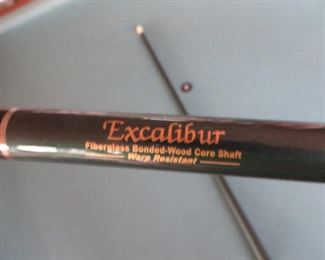 Excalibur
Fiberglass Bonded-Wood Core Shaft
Warp Resistant